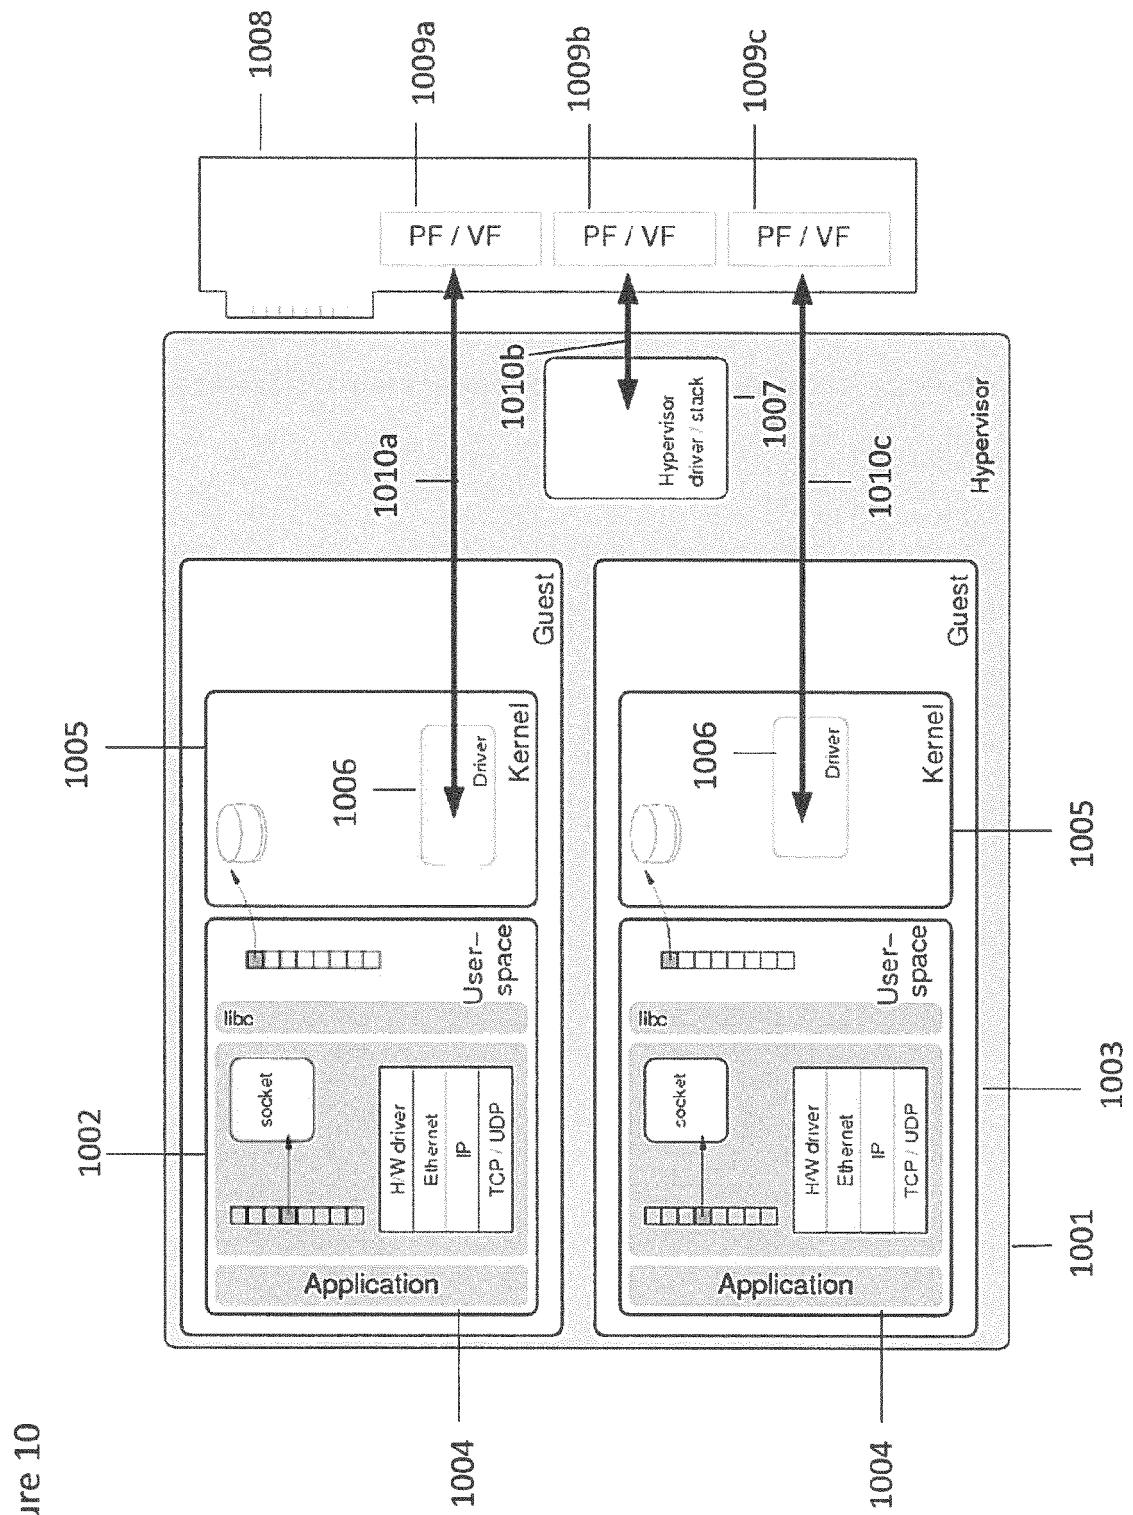 ure 10
1008
1009a
1009b
1009c
PF / VF
PF / VF
PF / VF
1010a
1010b
1010c
Hypervisor
driver / stack
1007
Hypervisor
Guest
Guest
1005
1006
Driver
Kernel
1006
Driver
Kernel
1005
User-
space
libc
socket
H/W driver
Ethernet
IP
TCP / UDP
Application
1002
1004
User-
space
libc
socket
H/W driver
Ethernet
IP
TCP / UDP
Application
1003
1001
1004